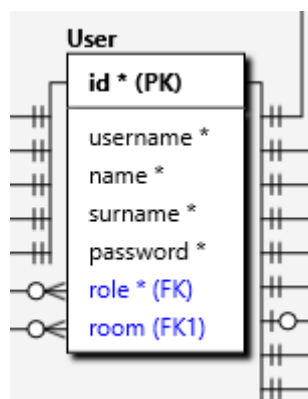 User
id * (PK)
username *
name *
surname *
password *
role * (FK)
room (FK1)